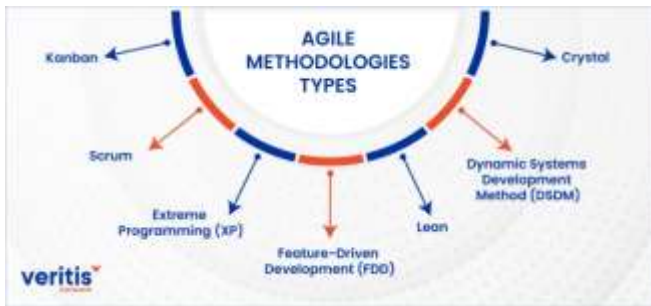 AGILE
METHODOLOGIES
TYPES
Kanban
Crystal
Scrum
Dynamic Systems
Development
Method (DSDM)
Extreme
Programming (XP)
Lean
Feature-Driven
Development (FDD)
veritis